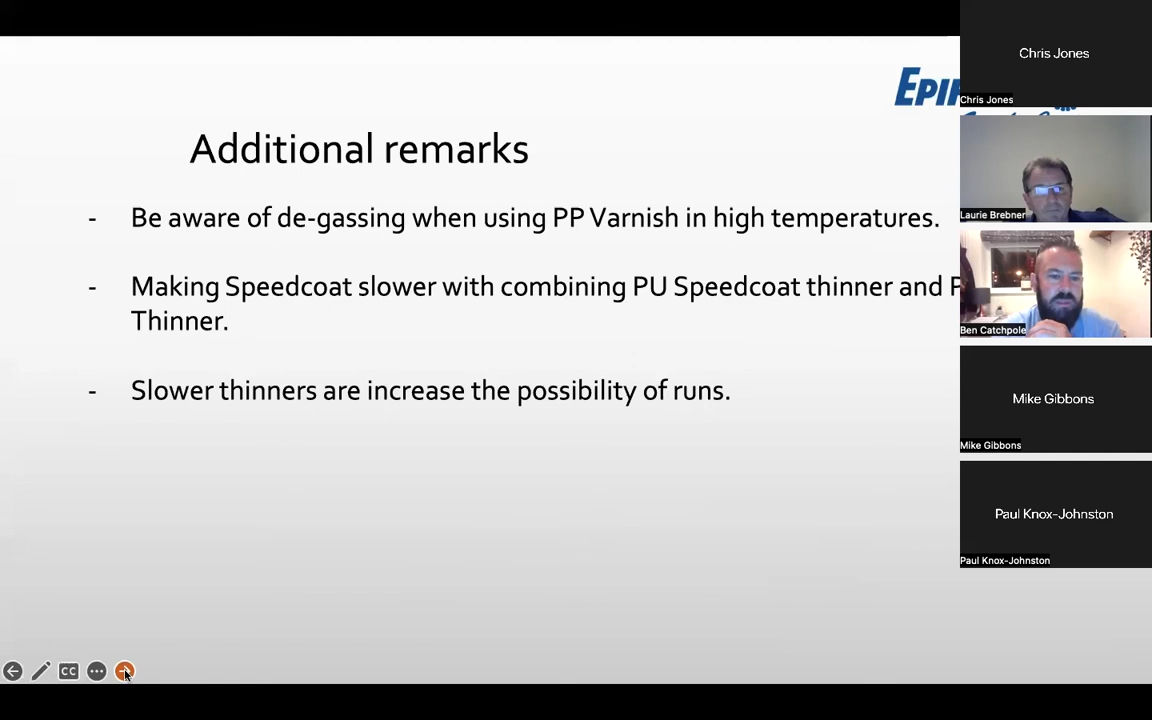 Chris Jones
Chris Jones
Additional remarks
- Be aware of de-gassing when using PP Varnish in high temperatures.
- Making Speedcoat slower with combining PU Speedcoat thinner and
Thinner.
- Slower thinners are increase the possibility of runs.
Laurie Brebner
Ben Catchpole
Mike Gibbons
Mike Gibbons
Paul Knox-Johnston
Paul Knox-Johnston
CC